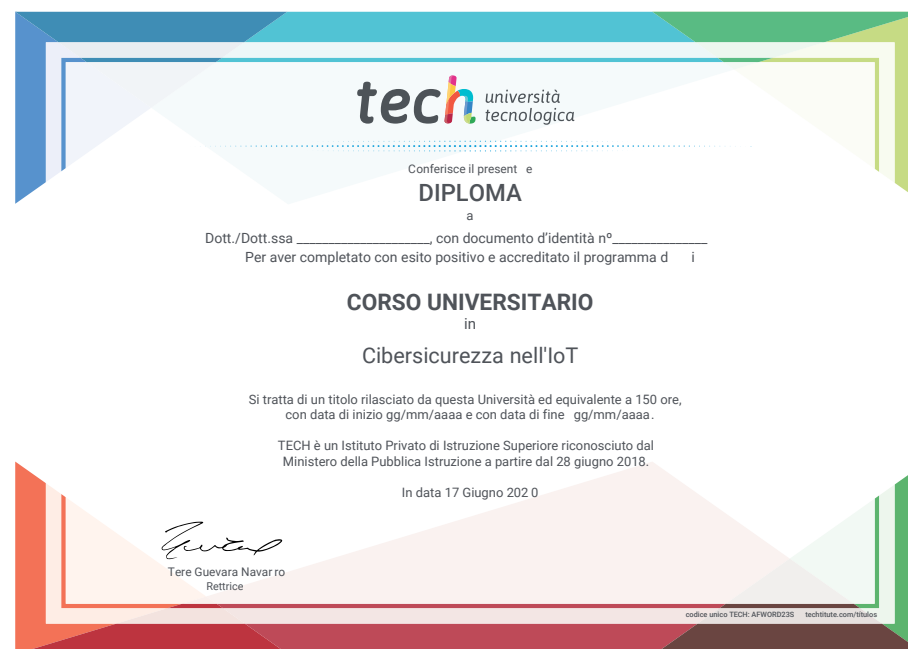 tech università
tecnologica
Conferisce il present e
DIPLOMA
a
Dott./Dott.ssa ____________________, con documento d'identità nº______________
Per aver completato con esito positivo e accreditato il programma d i
CORSO UNIVERSITARIO
in
Cibersicurezza nell'IoT
Si tratta di un titolo rilasciato da questa Università ed equivalente a 150 ore,
con data di inizio gg/mm/aaaa e con data di fine gg/mm/aaaa.
TECH è un Istituto Privato di Istruzione Superiore riconosciuto dal
Ministero della Pubblica Istruzione a partire dal 28 giugno 2018.
In data 17 Giugno 202 0
Tere Guevara Navar ro
Rettrice
codice unico TECH: AFWORD23S techtitute.com/titulos